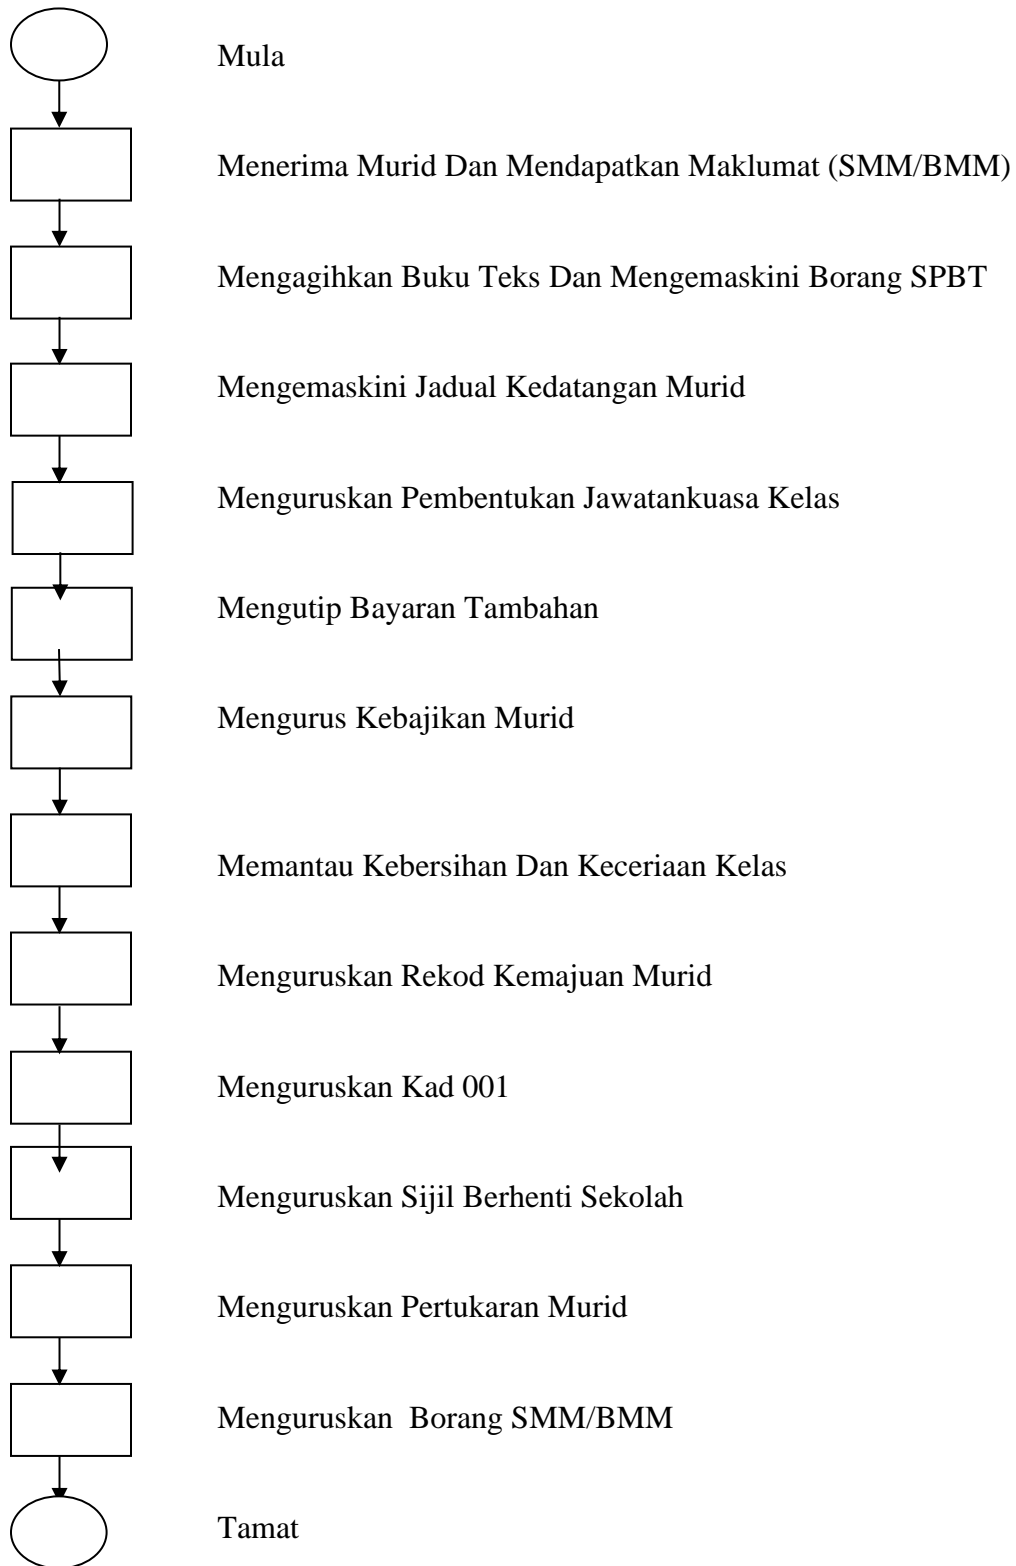 Mula
Menerima Murid Dan Mendapatkan Maklumat (SMM/BMM)
Mengagihkan Buku Teks Dan Mengemaskini Borang SPBT
Mengemaskini Jadual Kedatangan Murid
Menguruskan Pembentukan Jawatankuasa Kelas
Mengutip Bayaran Tambahan
Mengurus Kebajikan Murid
Memantau Kebersihan Dan Keceriaan Kelas
Menguruskan Rekod Kemajuan Murid
Menguruskan Kad 001
Menguruskan Sijil Berhenti Sekolah
Menguruskan Pertukaran Murid
Menguruskan  Borang SMM/BMM
Tamat